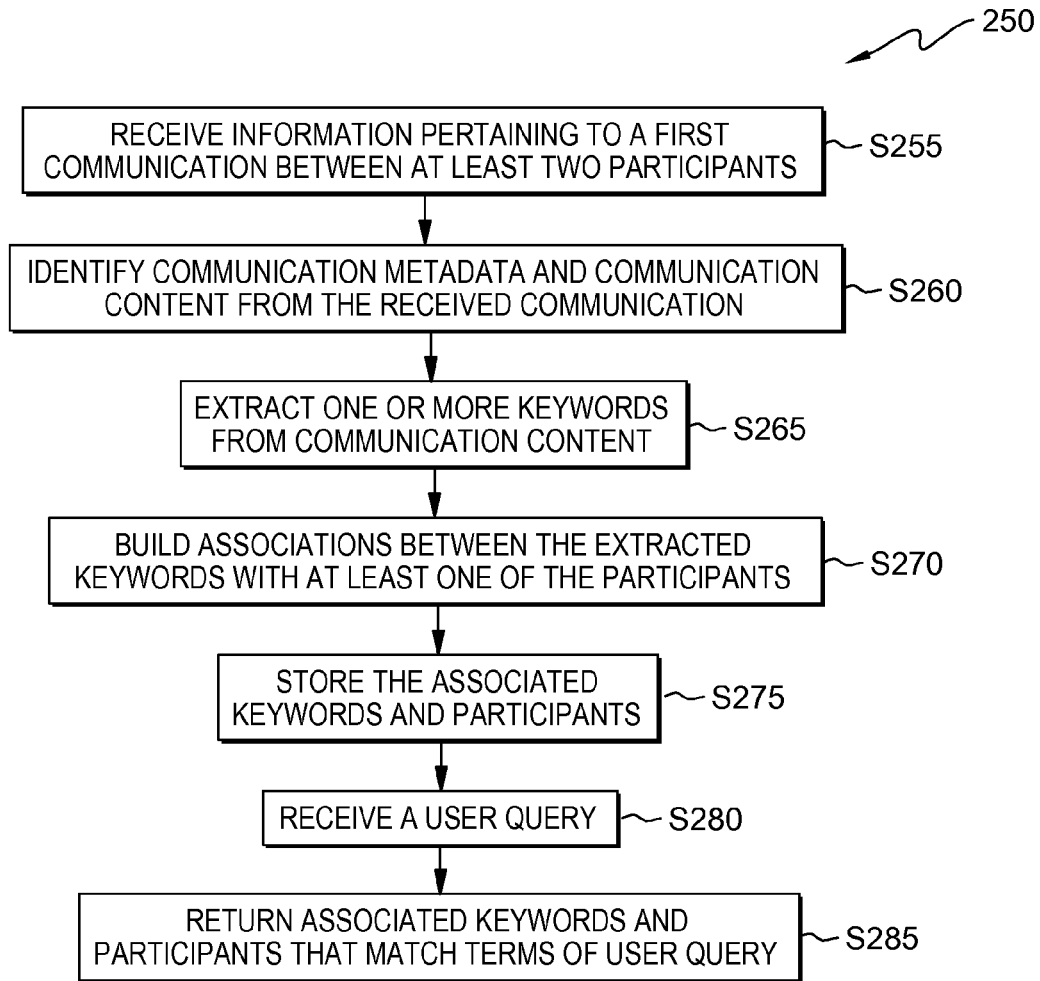 250
RECEIVE INFORMATION PERTAINING TO A FIRST
COMMUNICATION BETWEEN AT LEAST TWO PARTICIPANTS
S255
IDENTIFY COMMUNICATION METADATA AND COMMUNICATION
CONTENT FROM THE RECEIVED COMMUNICATION
S260
EXTRACT ONE OR MORE KEYWORDS
FROM COMMUNICATION CONTENT
S265
BUILD ASSOCIATIONS BETWEEN THE EXTRACTED
KEYWORDS WITH AT LEAST ONE OF THE PARTICIPANTS
S270
STORE THE ASSOCIATED
KEYWORDS AND PARTICIPANTS
S275
RECEIVE A USER QUERY
S280
RETURN ASSOCIATED KEYWORDS AND
PARTICIPANTS THAT MATCH TERMS OF USER QUERY
S285